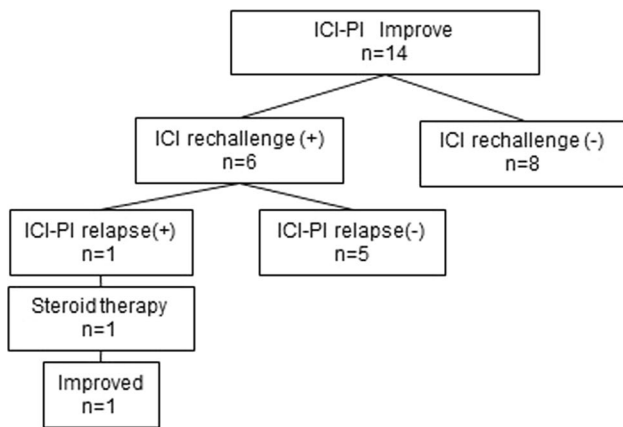 ICI-PI Improve
n=14
ICI rechallenge (+)
n=6
ICI rechallenge (-)
n=8
ICI-PI relapse(+)
n=1
ICI-PI relapse(-)
n=5
Steroid therapy
n=1
Improved
n=1